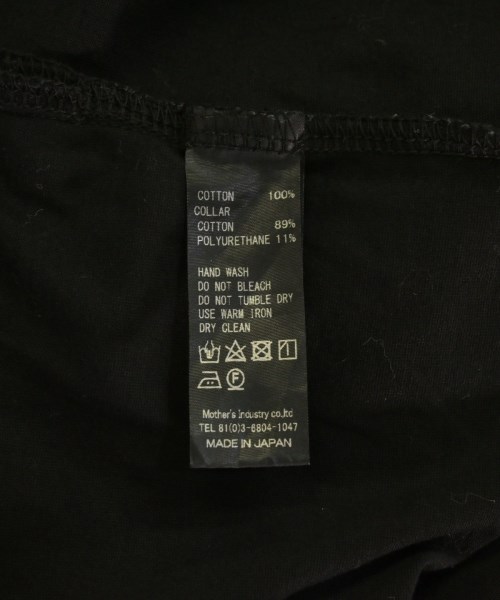 COTTON 100%
COLLAR
COTTON 89%
POLYURETHANE 11%
HAND WASH
DO NOT BLEACH
DO NOT TUMBLE DRY
USE WARM IRON
DRY CLEAN
F
Mother's Industry co.,ltd
TEL 81(0)3-6804-1047
MADE IN JAPAN